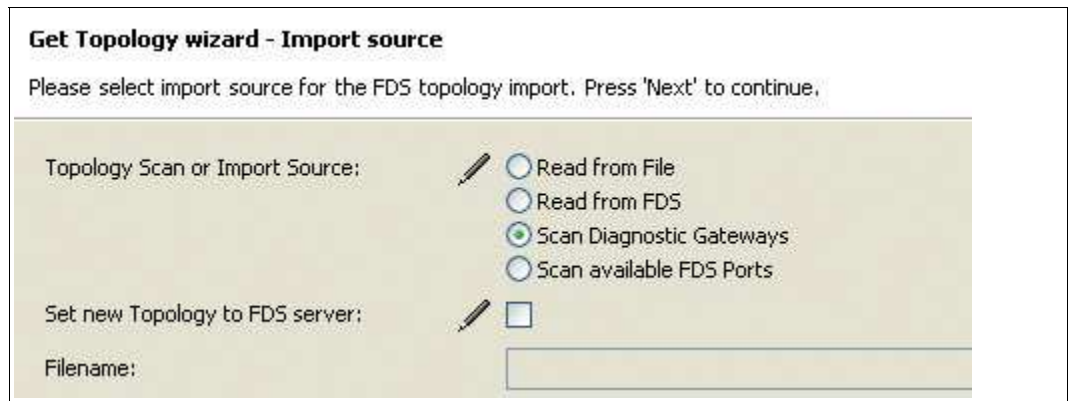 Get Topology wizard - Import source
Please select import source for the FDS topology import. Press 'Next' to continue.
Topology Scan or Import Source:
Read from File
Read from FDS
Scan Diagnostic Gateways
Scan available FDS Ports
Set new Topology to FDS server:
Filename: